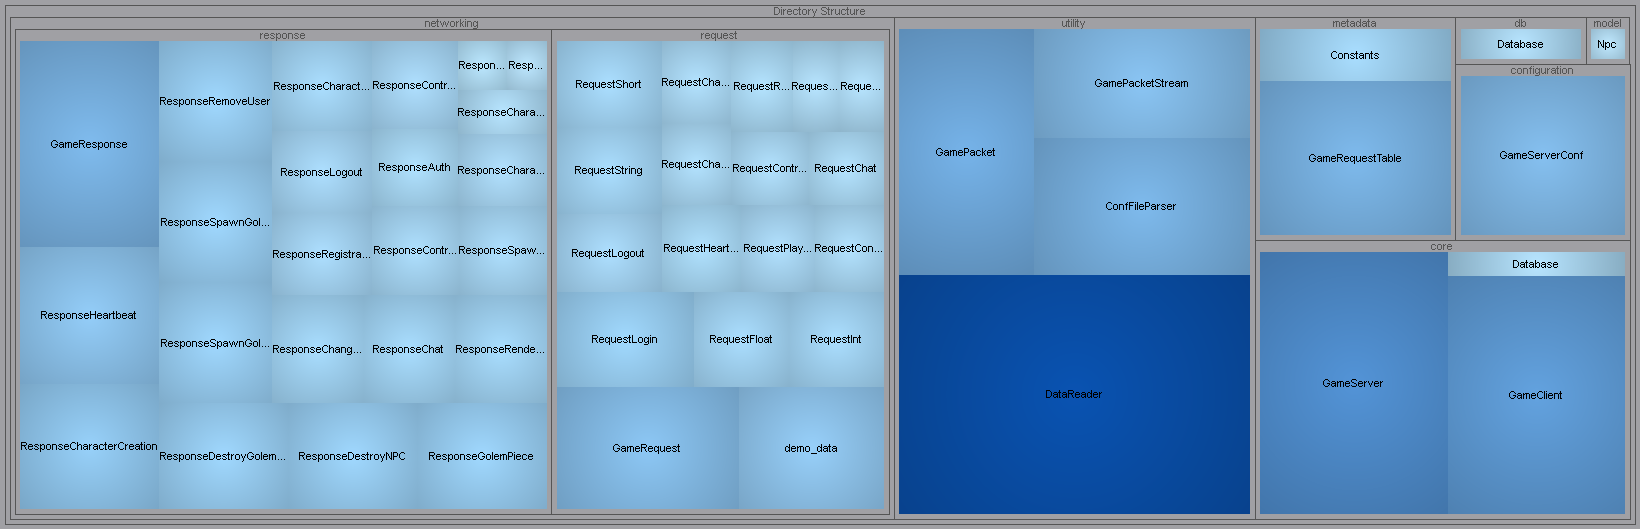 Directory Structure
networking
response
GameResponse
ResponseHeartbeat
ResponseCharacterCreation
ResponseRemoveUser
ResponseSpawnGol...
ResponseSpawnGol...
ResponseCharact...
ResponseContr...
Respon...
Resp...
ResponseChara...
ResponseLogout
ResponseAuth
ResponseChara...
ResponseRegistra...
ResponseContr...
ResponseSpaw...
ResponseChang...
ResponseChat
ResponseRende...
ResponseDestroyGolem...
ResponseDestroyNPC
ResponseGolemPiece
request
RequestShort
RequestString
RequestLogout
RequestCha...
RequestR...
Reques...
Reque...
RequestCha...
RequestContr...
RequestChat
RequestHeart...
RequestPlay...
RequestCon...
RequestLogin
RequestFloat
RequestInt
GameRequest
demo_data
utility
GamePacket
GamePacketStream
ConfFileParser
DataReader
metadata
Constants
GameRequestTable
db
Database
model
Npc
configuration
GameServerConf
core
GameServer
Database
GameClient